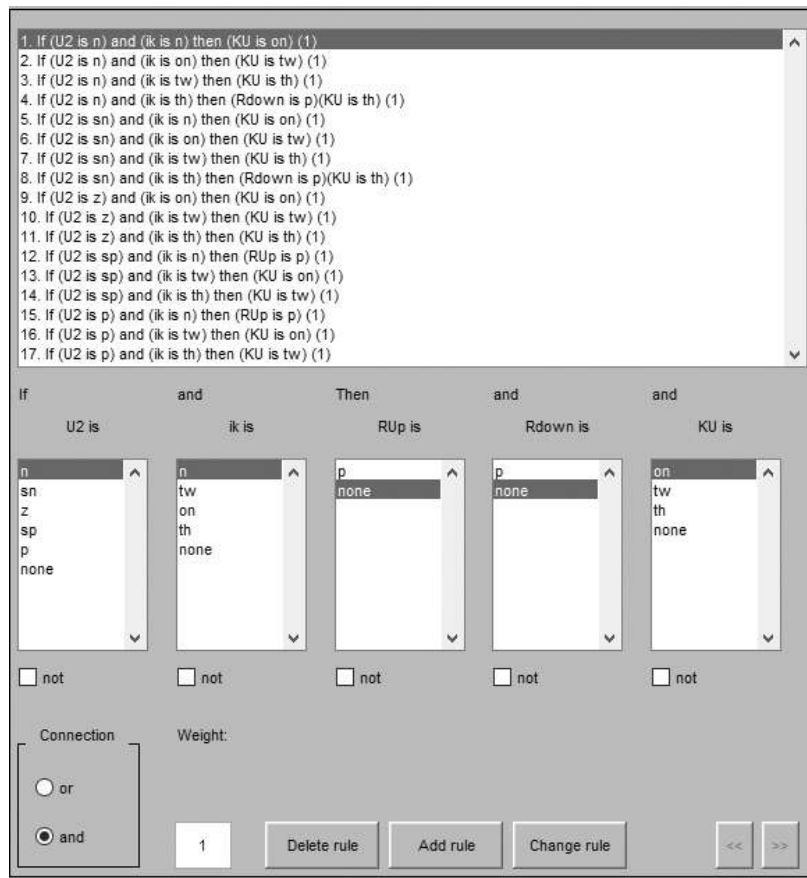 1. If (U2 is n) and (ik is n) then (KU is on) (1)
2. If (U2 is n) and (ik is on) then (KU is tw) (1)
3. If (U2 is n) and (ik is tw) then (KU is th) (1)
4. If (U2 is n) and (ik is th) then (Rdown is p)(KU is th) (1)
5. If (U2 is sn) and (ik is n) then (KU is on) (1)
6. If (U2 is sn) and (ik is on) then (KU is tw) (1)
7. If (U2 is sn) and (ik is tw) then (KU is th) (1)
8. If (U2 is sn) and (ik is th) then (Rdown is p)(KU is th) (1)
9. If (U2 is z) and (ik is on) then (KU is on) (1)
10. If (U2 is z) and (ik is tw) then (KU is tw) (1)
11. If (U2 is z) and (ik is th) then (KU is th) (1)
12. If (U2 is sp) and (ik is n) then (RUp is p) (1)
13. If (U2 is sp) and (ik is tw) then (KU is on) (1)
14. If (U2 is sp) and (ik is th) then (KU is tw) (1)
15. If (U2 is p) and (ik is n) then (RUp is p) (1)
16. If (U2 is p) and (ik is tw) then (KU is on) (1)
17. If (U2 is p) and (ik is th) then (KU is tw) (1)
If and Then and and
U2 is ik is RUp is Rdown is KU is
n n p p on
sn tw none none tw
z on th
sp th none
p none
none
not not not not not
Connection Weight:
or
and 1 Delete rule Add rule Change rule << >>